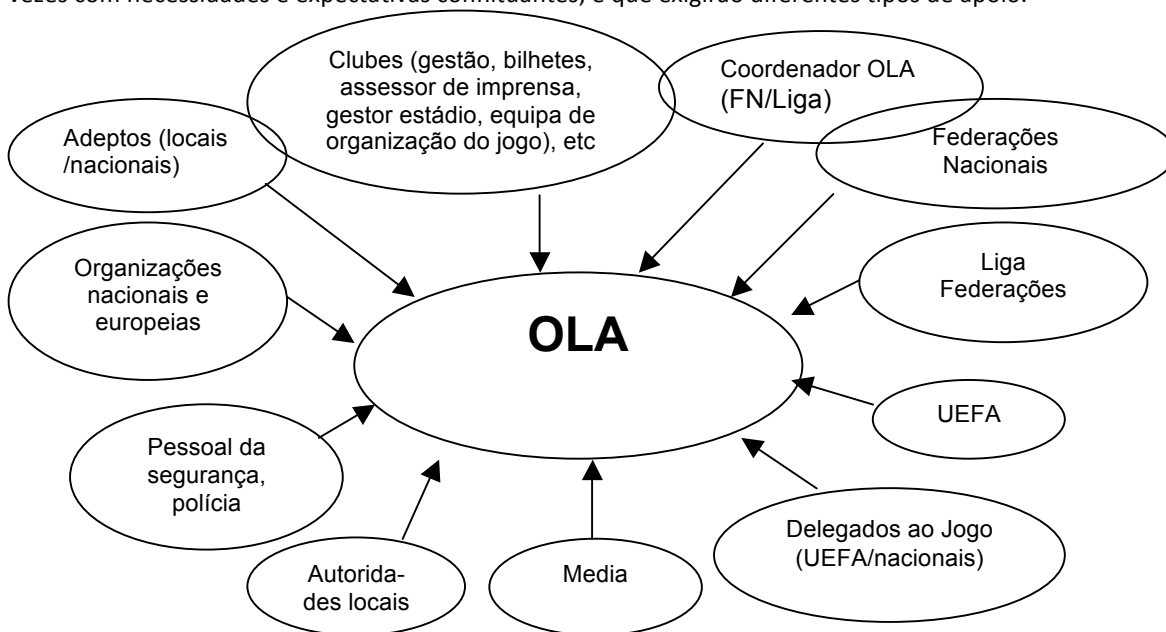 vezes com necessidades e expectativas conflituantes, e que exigirão diferentes tipos de apoio.
Clubes (gestão, bilhetes,
assessor de imprensa,
gestor estádio, equipa de
organização do jogo), etc
Coordenador OLA
(FN/Liga)
Adeptos (locais
/nacionais)
Federações
Nacionais
Organizações
nacionais e
europeias
Liga
Federações
OLA
UEFA
Pessoal da
segurança,
polícia
Delegados ao Jogo
(UEFA/nacionais)
Autorida-
des locais
Media